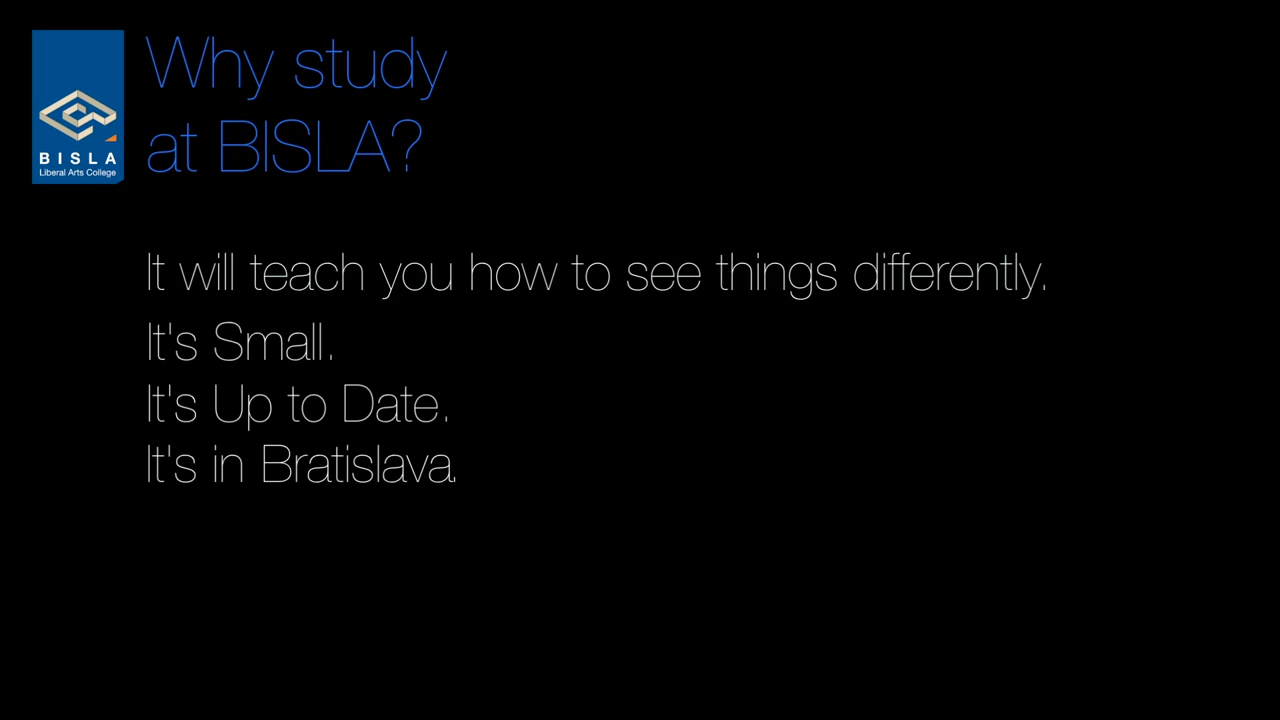 Why study
at BISLA?
BISLA
Liberal Arts College
It will teach you how to see things differently.
It's Small.
It's Up to Date.
It's in Bratislava.